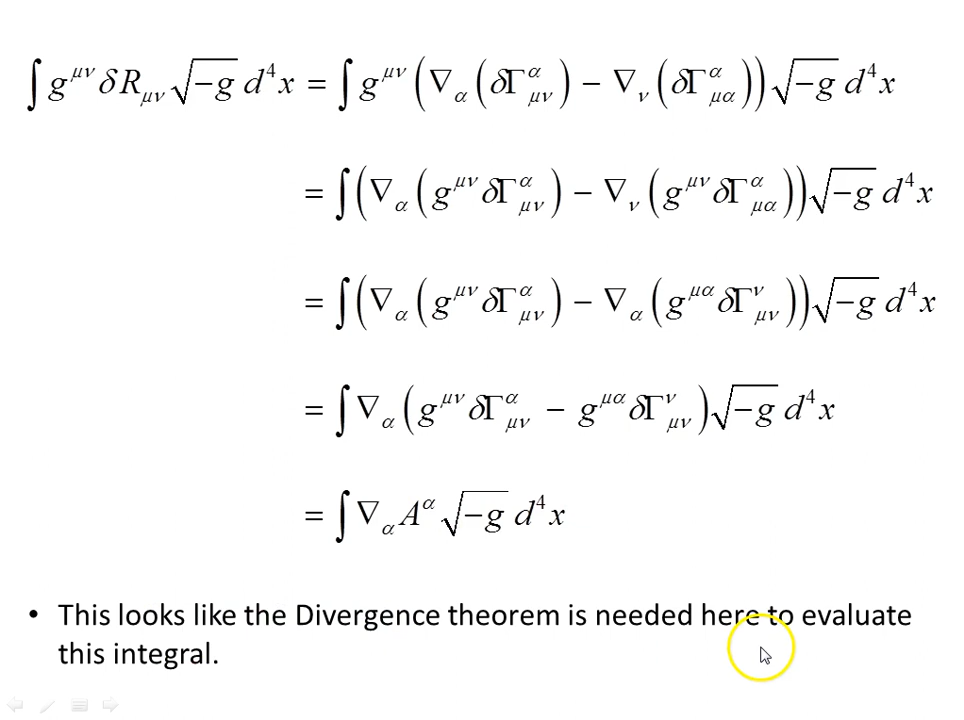 ∫ g^{μν} δR_{μν} √−g d⁴x = ∫ g^{μν} (∇_α (δΓ^α_{μν}) − ∇_ν (δΓ^α_{μα})) √−g d⁴x
= ∫ (∇_α (g^{μν} δΓ^α_{μν}) − ∇_ν (g^{μν} δΓ^α_{μα})) √−g d⁴x
= ∫ (∇_α (g^{μν} δΓ^α_{μν}) − ∇_α (g^{μα} δΓ^ν_{μν})) √−g d⁴x
= ∫ ∇_α (g^{μν} δΓ^α_{μν} − g^{μα} δΓ^ν_{μν}) √−g d⁴x
= ∫ ∇_α A^α √−g d⁴x
• This looks like the Divergence theorem is needed here to evaluate
this integral.